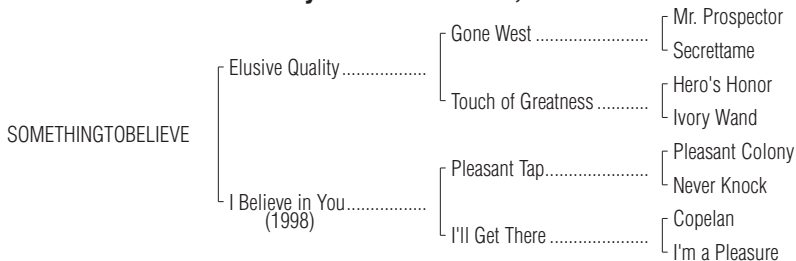 Mr. Prospector
Gone West ........................
Secrettame
Elusive Quality..................
Hero's Honor
Touch of Greatness ...........
Ivory Wand
SOMETHINGTOBELIEVE
Pleasant Colony
Pleasant Tap......................
Never Knock
I Believe in You.................
(1998)
Copelan
I'll Get There .....................
I'm a Pleasure